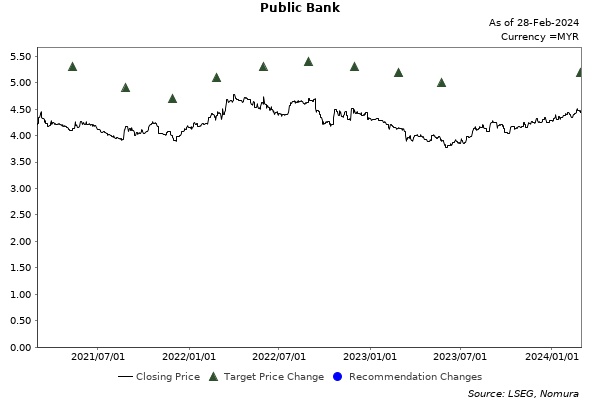 Public Bank
As of 28-Feb-2024
Currency =MYR
5.50
5.00
4.50
4.00
3.50
3.00
2.50
2.00
1.50
1.00
0.50
0.00
2021/07/01 2022/01/01 2022/07/01 2023/01/01 2023/07/01 2024/01/01
Closing Price Target Price Change Recommendation Changes
Source: LSEG, Nomura